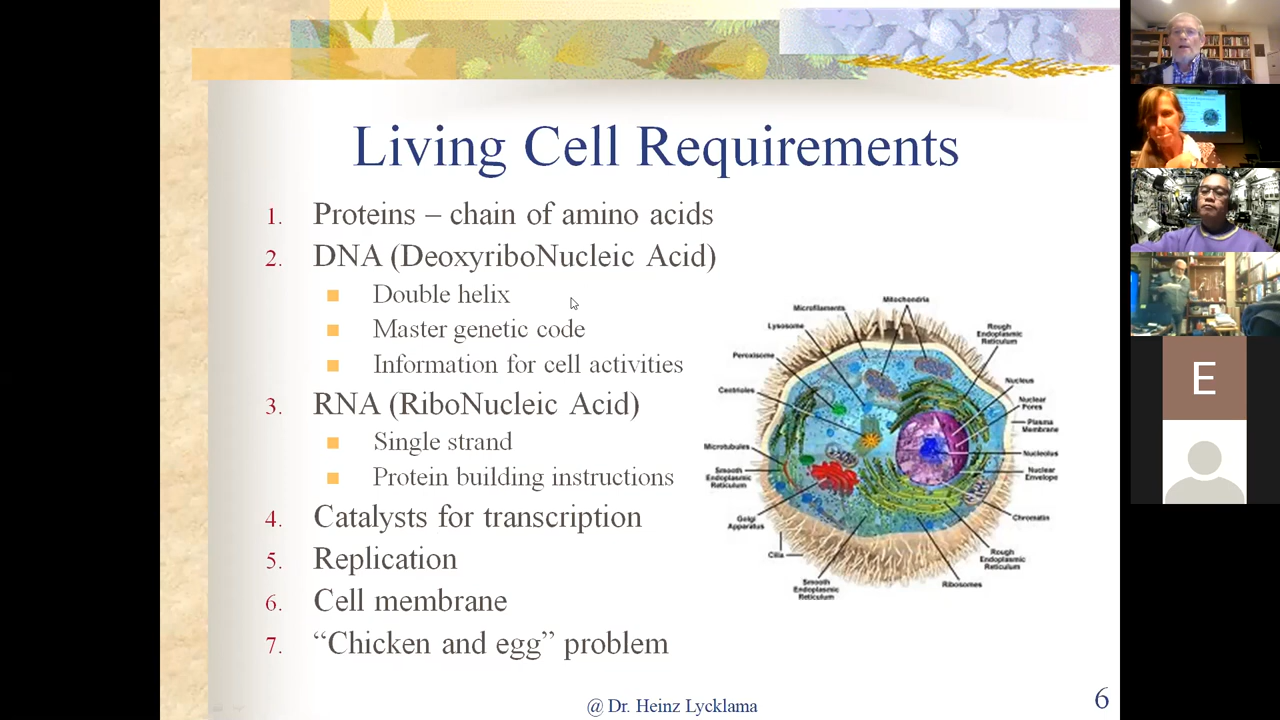 Living Cell Requirements
1. Proteins – chain of amino acids
2. DNA (DeoxyriboNucleic Acid)
Double helix
Master genetic code
Information for cell activities
3. RNA (RiboNucleic Acid)
Single strand
Protein building instructions
4. Catalysts for transcription
5. Replication
6. Cell membrane
7. “Chicken and egg” problem
Mitochondria
Microfilaments
Lysosome
Peroxisome
Centrioles
Microtubules
Smooth
Endoplasmic
Reticulum
Golgi
Apparatus
Cilia
Smooth
Endoplasmic
Reticulum
Rough
Endoplasmic
Reticulum
Nucleus
Nuclear
Pores
Plasma
Membrane
Nucleolus
Nuclear
Envelope
Chromatin
Rough
Endoplasmic
Reticulum
Ribosomes
@ Dr. Heinz Lycklama
6
E